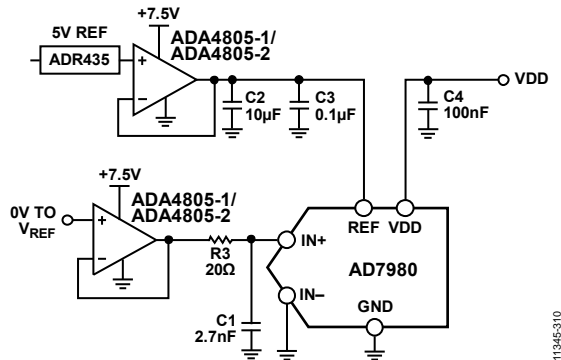 +7.5V
5V REF
ADR435
ADA4805-1/
ADA4805-2
+
−
C2
10µF
C3
0.1µF
C4
100nF
VDD
+7.5V
ADA4805-1/
ADA4805-2
0V TO
VREF
+
−
R3
20Ω
C1
2.7nF
IN+
IN−
REF
VDD
AD7980
GND
11345-310